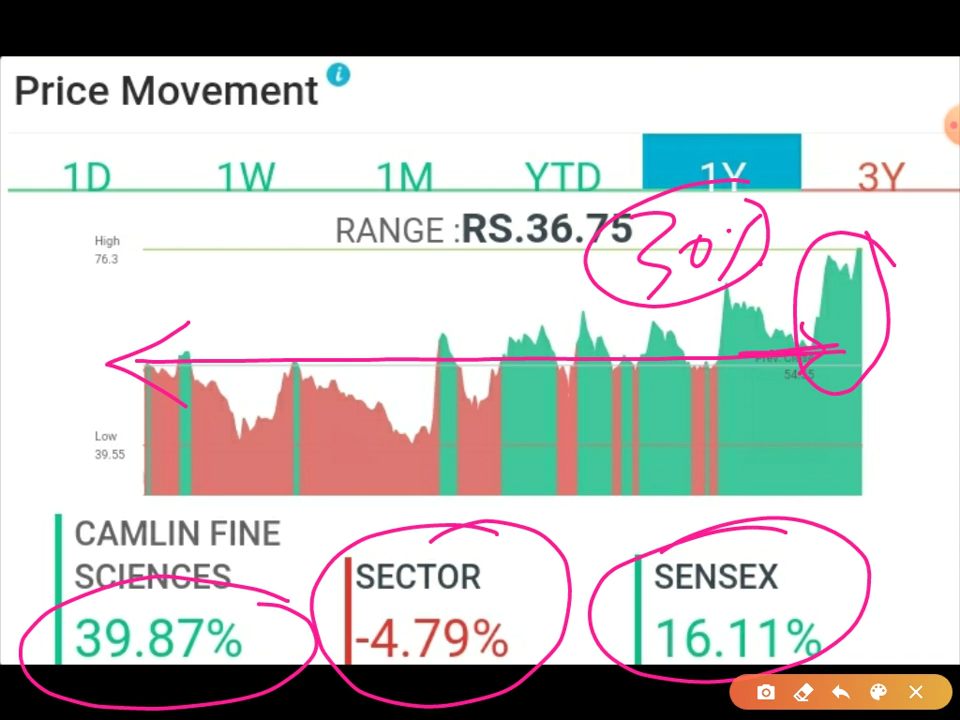 Price Movement i
1D 1W 1M YTD 1Y 3Y
RANGE :RS.36.75
30%
High
76.3
Low
39.55
CAMLIN FINE
SCIENCES
39.87%
SECTOR
-4.79%
SENSEX
16.11%